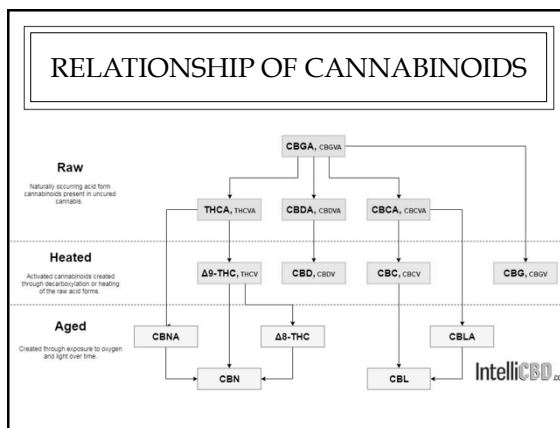 RELATIONSHIP OF CANNABINOIDS
CBGA, CBGVA
Raw
Naturally occurring acid form
cannabinoids present in uncured
cannabis.
THCA, THCVA
CBDA, CBDVA
CBCA, CBCVA
Heated
Activated cannabinoids created
through decarboxylation or heating
of the raw acid forms.
Δ9-THC, THCV
CBD, CBDV
CBC, CBCV
CBG, CBGV
Aged
Created through exposure to oxygen
and light over time.
CBNA
Δ8-THC
CBLA
CBN
CBL
IntelliCBD.co